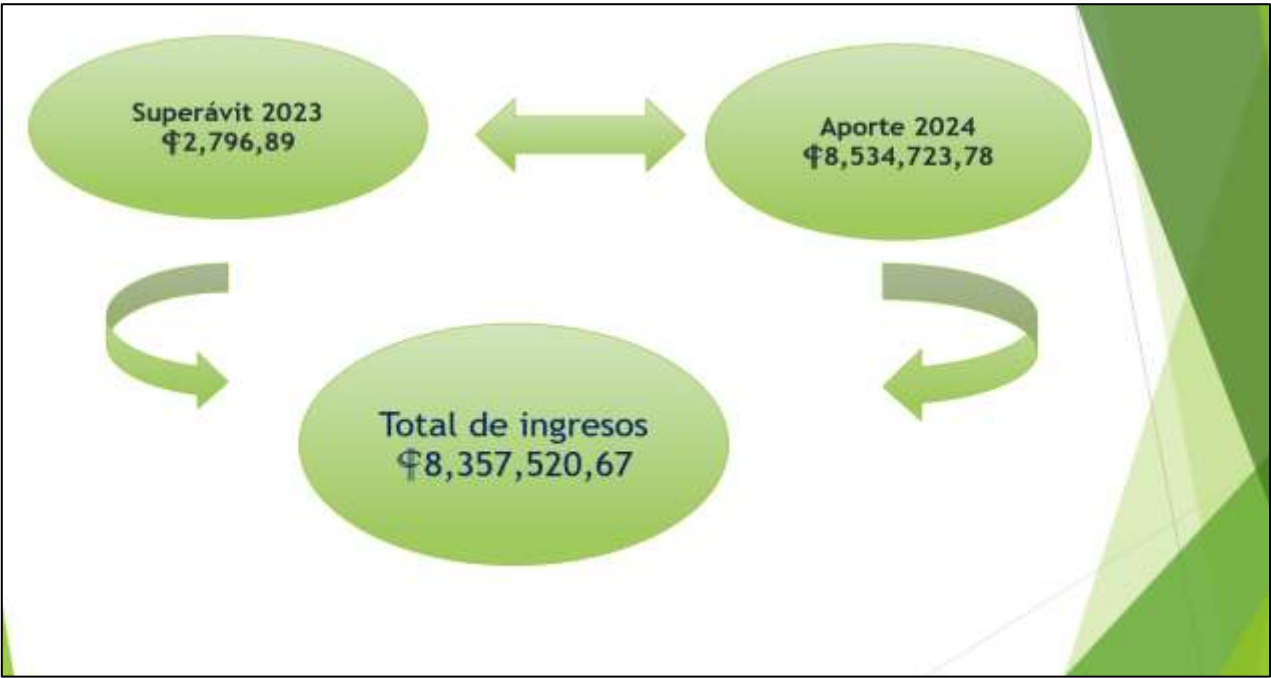 Superávit 2023
₡2,796,89
Aporte 2024
₡8,534,723,78
Total de ingresos
₡8,357,520,67